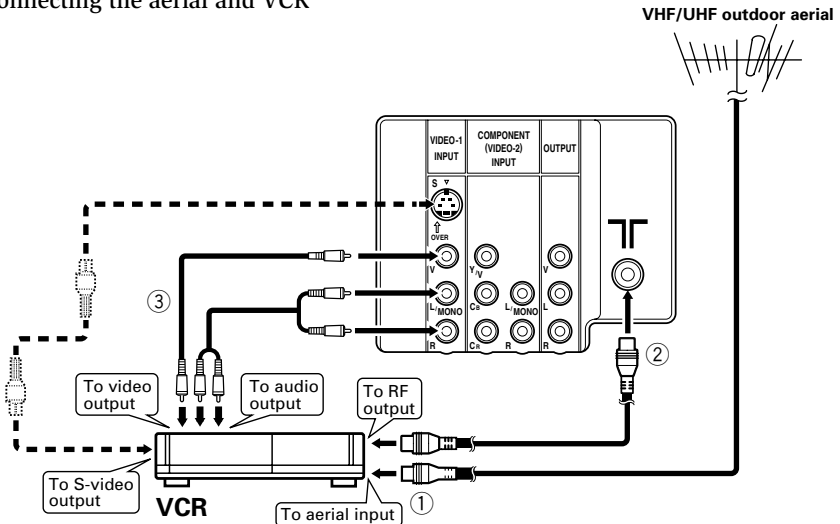 onnecting the aerial and VCR
VHF/UHF outdoor aerial
VIDEO-1
INPUT
COMPONENT
(VIDEO-2)
INPUT
OUTPUT
S
OVER
V
Y/V
V
L/MONO
CB
L/MONO
L
R
CR
R
R
③
②
To video
output
To audio
output
To RF
output
To S-video
output
VCR
To aerial input
①